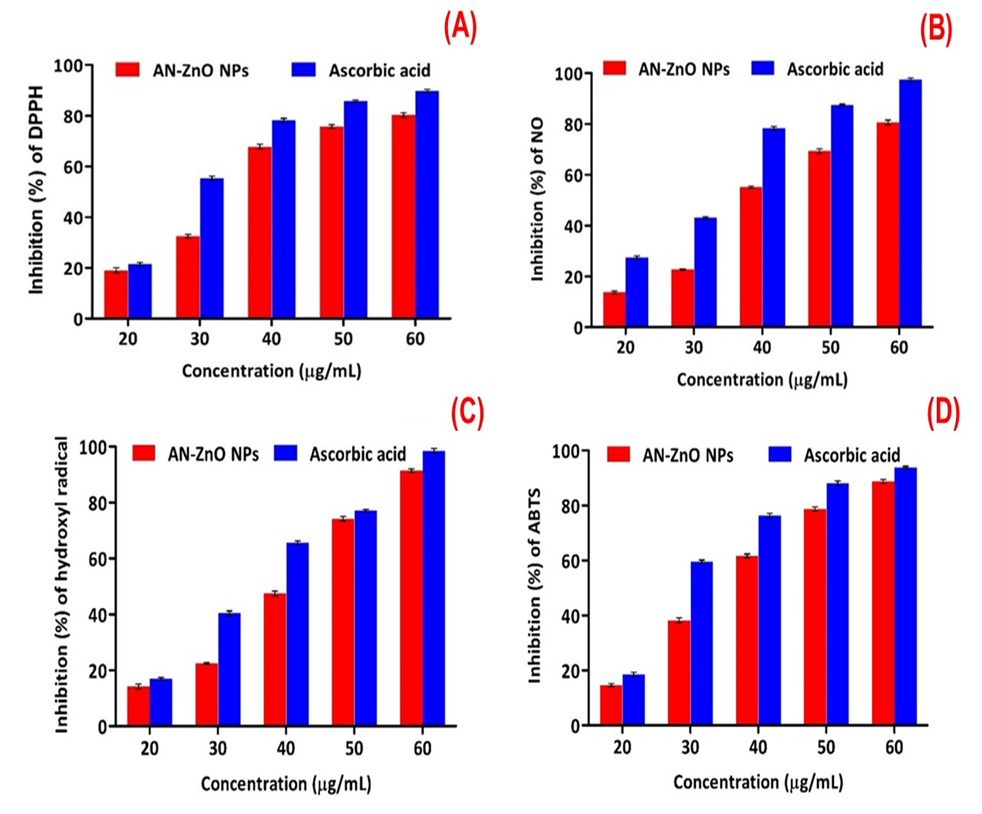 (A)
AN-ZnO NPs Ascorbic acid
Inhibition (%) of DPPH
100
80
60
40
20
0
20 30 40 50 60
Concentration (µg/mL)
(B)
AN-ZnO NPs Ascorbic acid
Inhibition (%) of NO
100
80
60
40
20
0
20 30 40 50 60
Concentration (µg/mL)
(C)
AN-ZnO NPs Ascorbic acid
Inhibition (%) of hydroxyl radical
100
80
60
40
20
0
20 30 40 50 60
Concentration (µg/mL)
(D)
AN-ZnO NPs Ascorbic acid
Inhibition (%) of ABTS
100
80
60
40
20
0
20 30 40 50 60
Concentration (µg/mL)